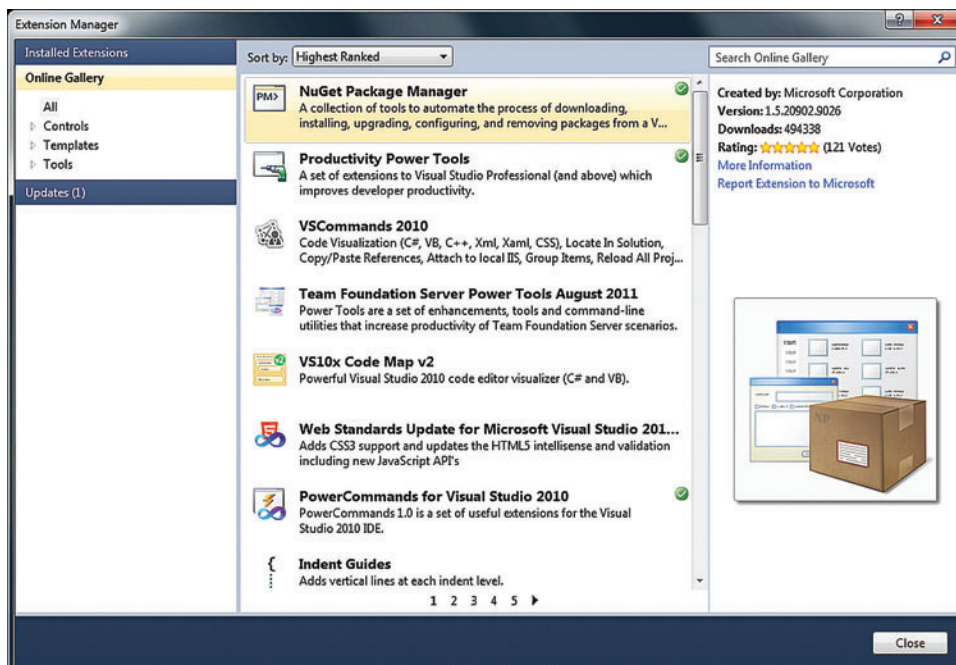 Extension Manager
Installed Extensions
Online Gallery
All
Controls
Templates
Tools
Updates (1)
Sort by: Highest Ranked
PM>
NuGet Package Manager
A collection of tools to automate the process of downloading,
installing, upgrading, configuring, and removing packages from a V...
Productivity Power Tools
A set of extensions to Visual Studio Professional (and above) which
improves developer productivity.
VSCommands 2010
Code Visualization (C#, VB, C++, Xml, Xaml, CSS), Locate In Solution,
Copy/Paste References, Attach to local IIS, Group Items, Reload All Proj...
Team Foundation Server Power Tools August 2011
Power Tools are a set of enhancements, tools and command-line
utilities that increase productivity of Team Foundation Server scenarios.
v2
VS10x Code Map v2
Powerful Visual Studio 2010 code editor visualizer (C# and VB).
Web Standards Update for Microsoft Visual Studio 201...
Adds CSS3 support and updates the HTML5 intellisense and validation
including new JavaScript API's
PowerCommands for Visual Studio 2010
PowerCommands 1.0 is a set of useful extensions for the Visual
Studio 2010 IDE.
Indent Guides
Adds vertical lines at each indent level.
1 2 3 4 5
Search Online Gallery
Created by: Microsoft Corporation
Version: 1.5.20902.9026
Downloads: 494338
Rating: (121 Votes)
More Information
Report Extension to Microsoft
Close